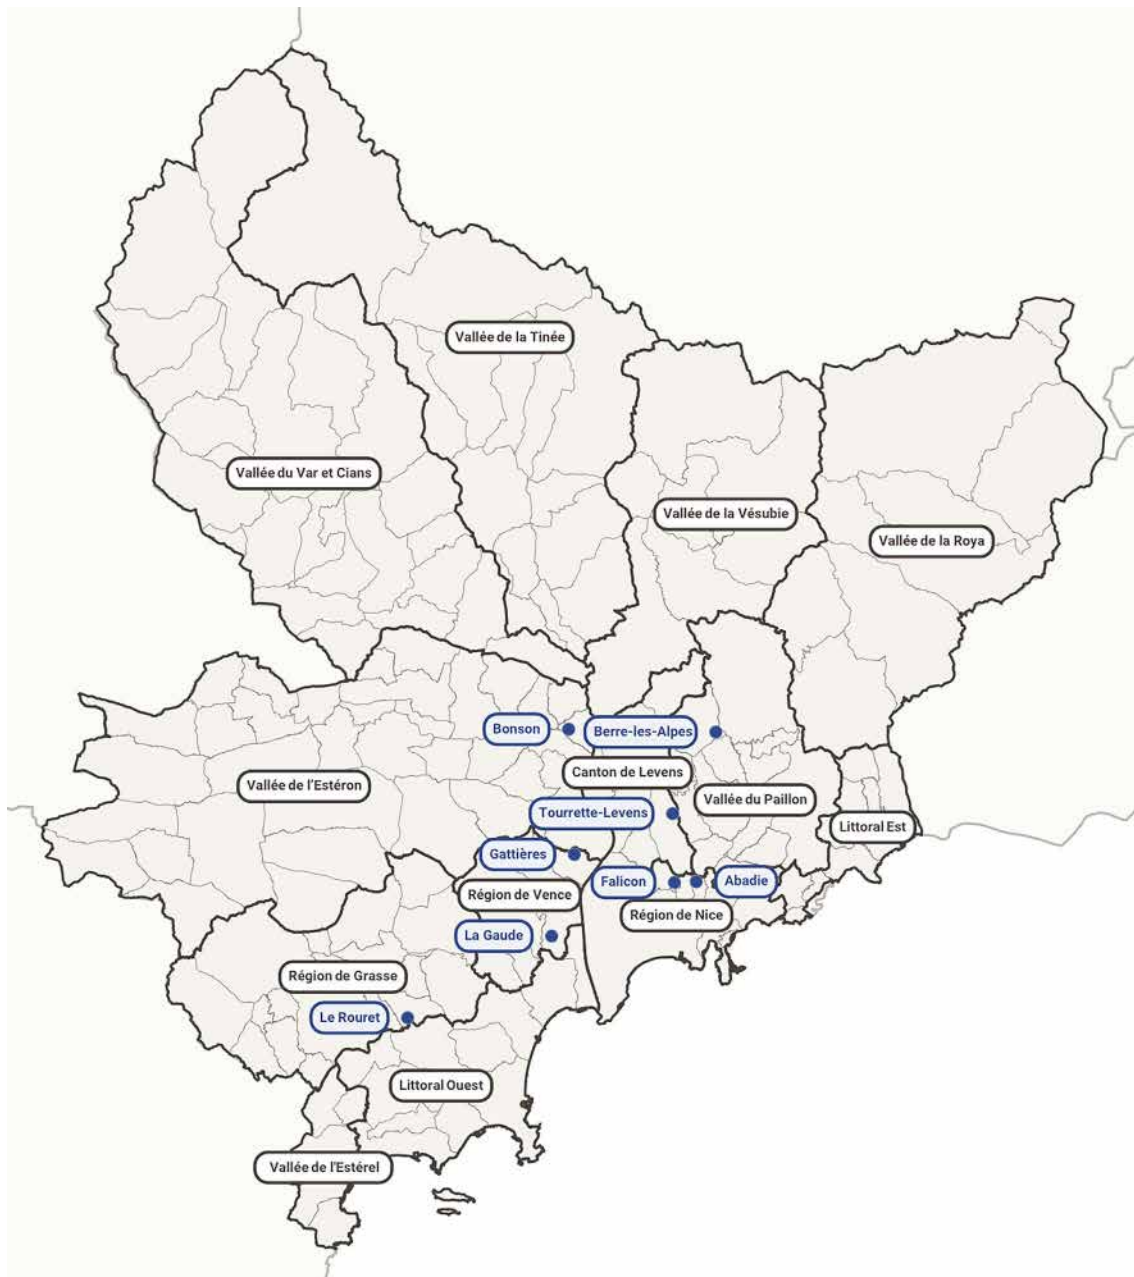 Vallée de la Tinée
Vallée du Var et Cians
Vallée de la Vésubie
Vallée de la Roya
Bonson
Berre-les-Alpes
Canton de Levens
Vallée de l'Estéron
Vallée du Paillon
Tourrette-Levens
Littoral Est
Gattières
Falicon
Abadie
Région de Vence
Région de Nice
La Gaude
Région de Grasse
Le Rouret
Littoral Ouest
Vallée de l'Estérel